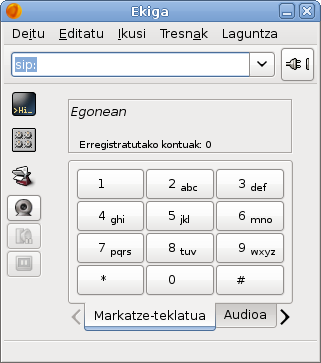 Ekiga
Deitu Editatu Ikusi Tresnak Laguntza
sip:
>Hi_
Egonean
Erregistratutako kontuak: 0
1 2 abc 3 def
4 ghi 5 jkl 6 mno
7 pqrs 8 tuv 9 wxyz
* 0 #
Markatze-teklatua Audioa